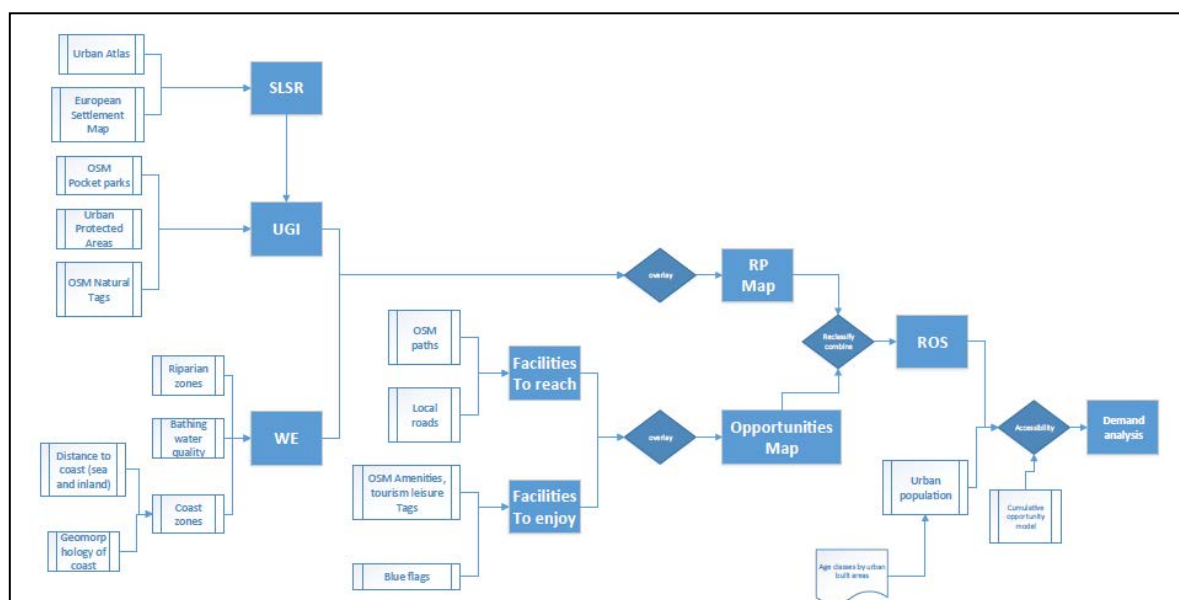 Urban Atlas
European
Settlement
Map
SLSR
OSM
Pocket parks
Urban
Protected
Areas
OSM Natural
Tags
UGI
Riparian
zones
Bathing
water
quality
Distance to
coast (sea
and inland)
Geomorp
hology of
coast
Coast
zones
WE
OSM
paths
Local
roads
Facilities
To reach
OSM Amenities,
tourism leisure
Tags
Blue flags
Facilities
To enjoy
overlay
RP
Map
overlay
Opportunities
Map
Reclassify
combine
ROS
Urban
population
Age classes by urban
built areas
Cumulative
opportunity
model
Accessibility
Demand
analysis